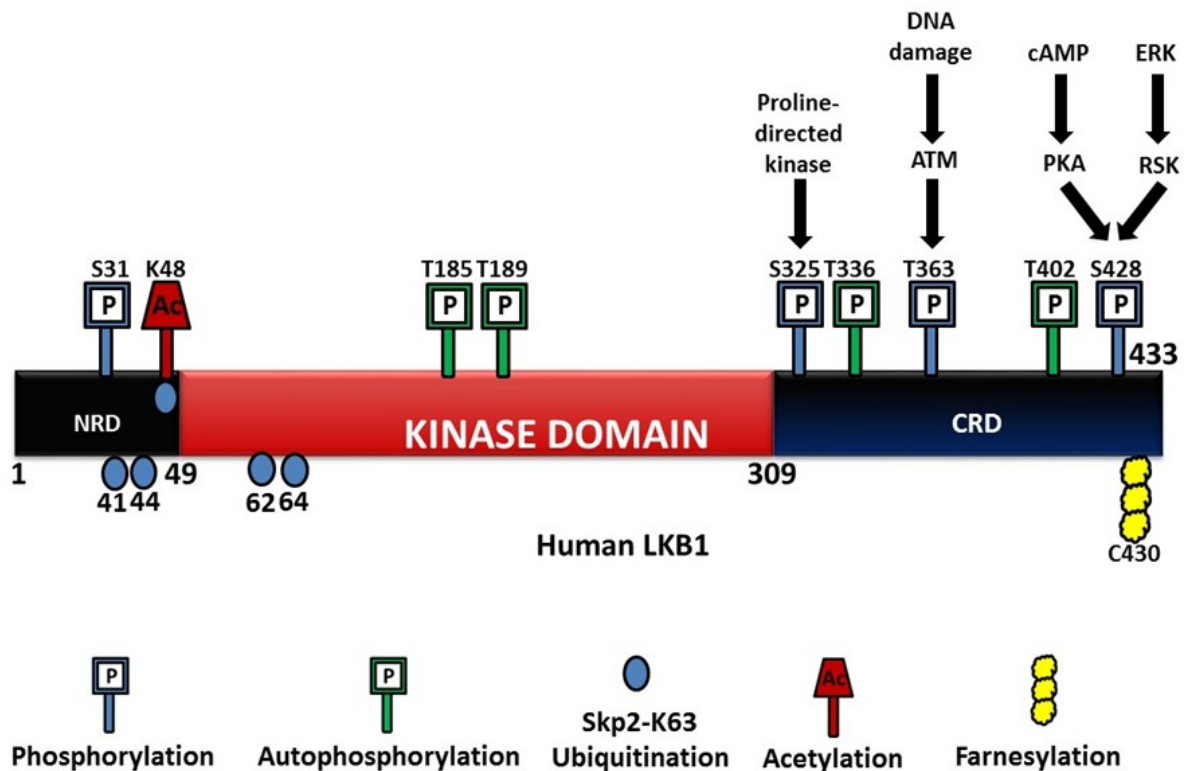 DNA
damage
cAMP
ERK
Proline-
directed
kinase
ATM
PKA
RSK
S31
K48
T185
T189
S325
T336
T363
T402
S428
P
Ac
P
P
P
P
P
P
P
433
NRD
KINASE DOMAIN
CRD
1
41
44
49
62
64
309
C430
Human LKB1
P
P
Ac
Phosphorylation
Autophosphorylation
Skp2-K63
Ubiquitination
Acetylation
Farnesylation